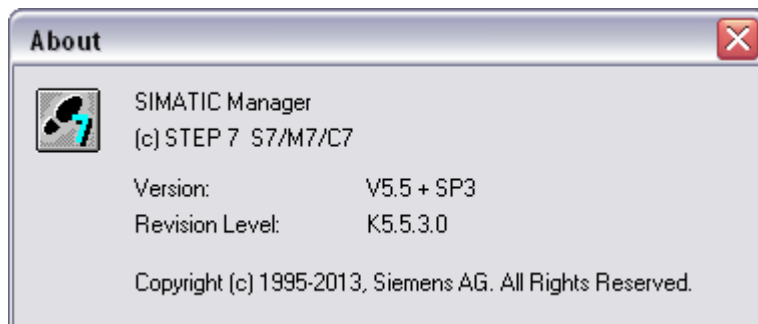 About
SIMATIC Manager
(c) STEP 7 S7/M7/C7
Version: V5.5 + SP3
Revision Level: K5.5.3.0
Copyright (c) 1995-2013, Siemens AG. All Rights Reserved.
7